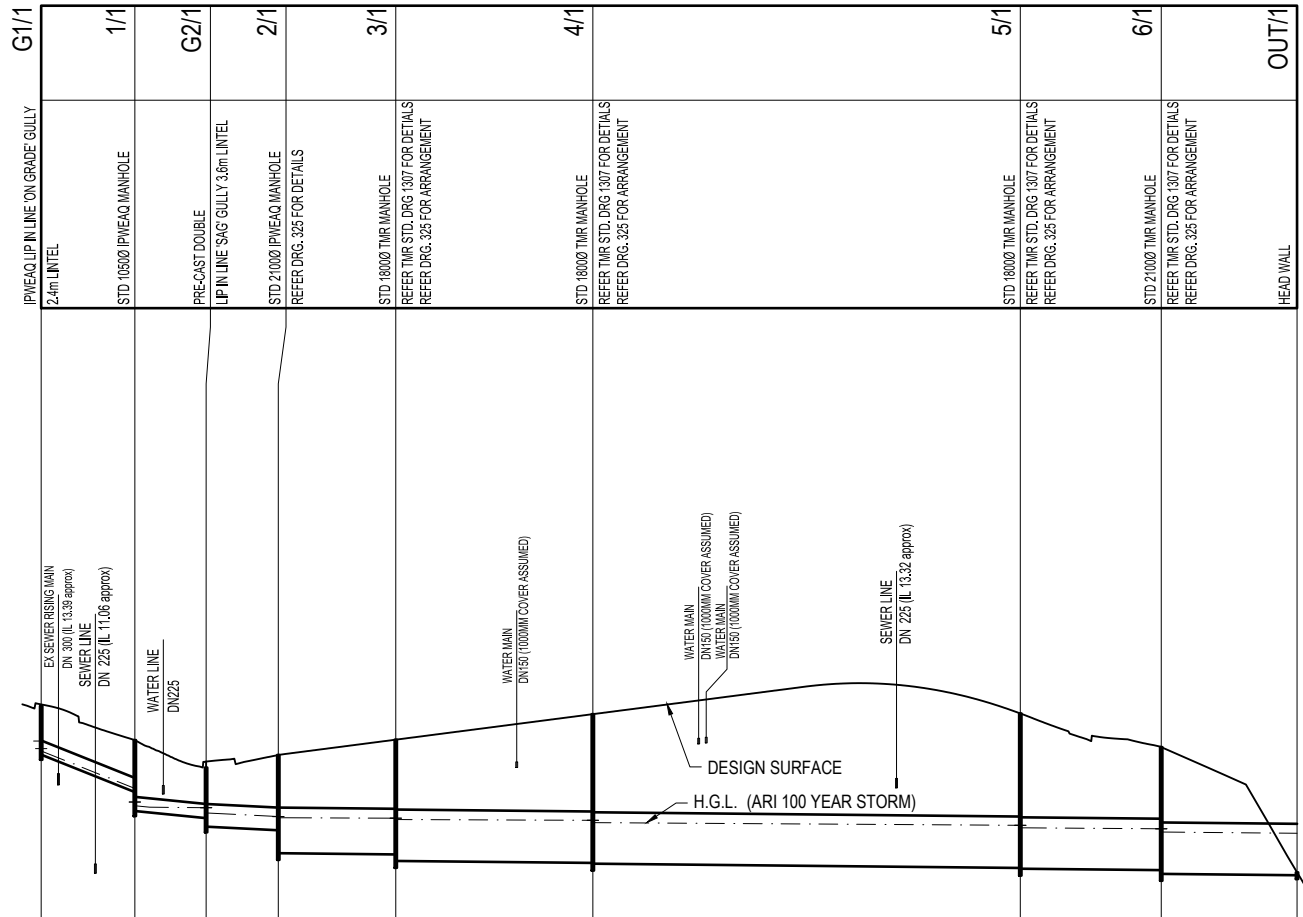 G1/1
1/1
G2/1
2/1
3/1
4/1
5/1
6/1
OUT/1
IPWEAQ LIP IN LINE 'ON GRADE' GULLY
2.4m LINTEL
STD 1050Ø IPWEAQ MANHOLE
PRE-CAST DOUBLE
LIP IN LINE 'SAG' GULLY 3.6m LINTEL
STD 2100Ø IPWEAQ MANHOLE
REFER DRG. 325 FOR DETAILS
STD 1800Ø TMR MANHOLE
REFER TMR STD. DRG 1307 FOR DETIALS
REFER DRG. 325 FOR ARRANGEMENT
STD 1800Ø TMR MANHOLE
REFER TMR STD. DRG 1307 FOR DETIALS
REFER DRG. 325 FOR ARRANGEMENT
STD 1800Ø TMR MANHOLE
REFER TMR STD. DRG 1307 FOR DETIALS
REFER DRG. 325 FOR ARRANGEMENT
STD 2100Ø TMR MANHOLE
REFER TMR STD. DRG 1307 FOR DETIALS
REFER DRG. 325 FOR ARRANGEMENT
HEAD WALL
EX SEWER RISING MAIN
DN 300 (IL 13.39 approx)
SEWER LINE
DN 225 (IL 11.06 approx)
WATER LINE
DN225
WATER MAIN
DN150 (1000MM COVER ASSUMED)
WATER MAIN
DN150 (1000MM COVER ASSUMED)
WATER MAIN
DN150 (1000MM COVER ASSUMED)
SEWER LINE
DN 225 (IL 13.32 approx)
DESIGN SURFACE
H.G.L. (ARI 100 YEAR STORM)